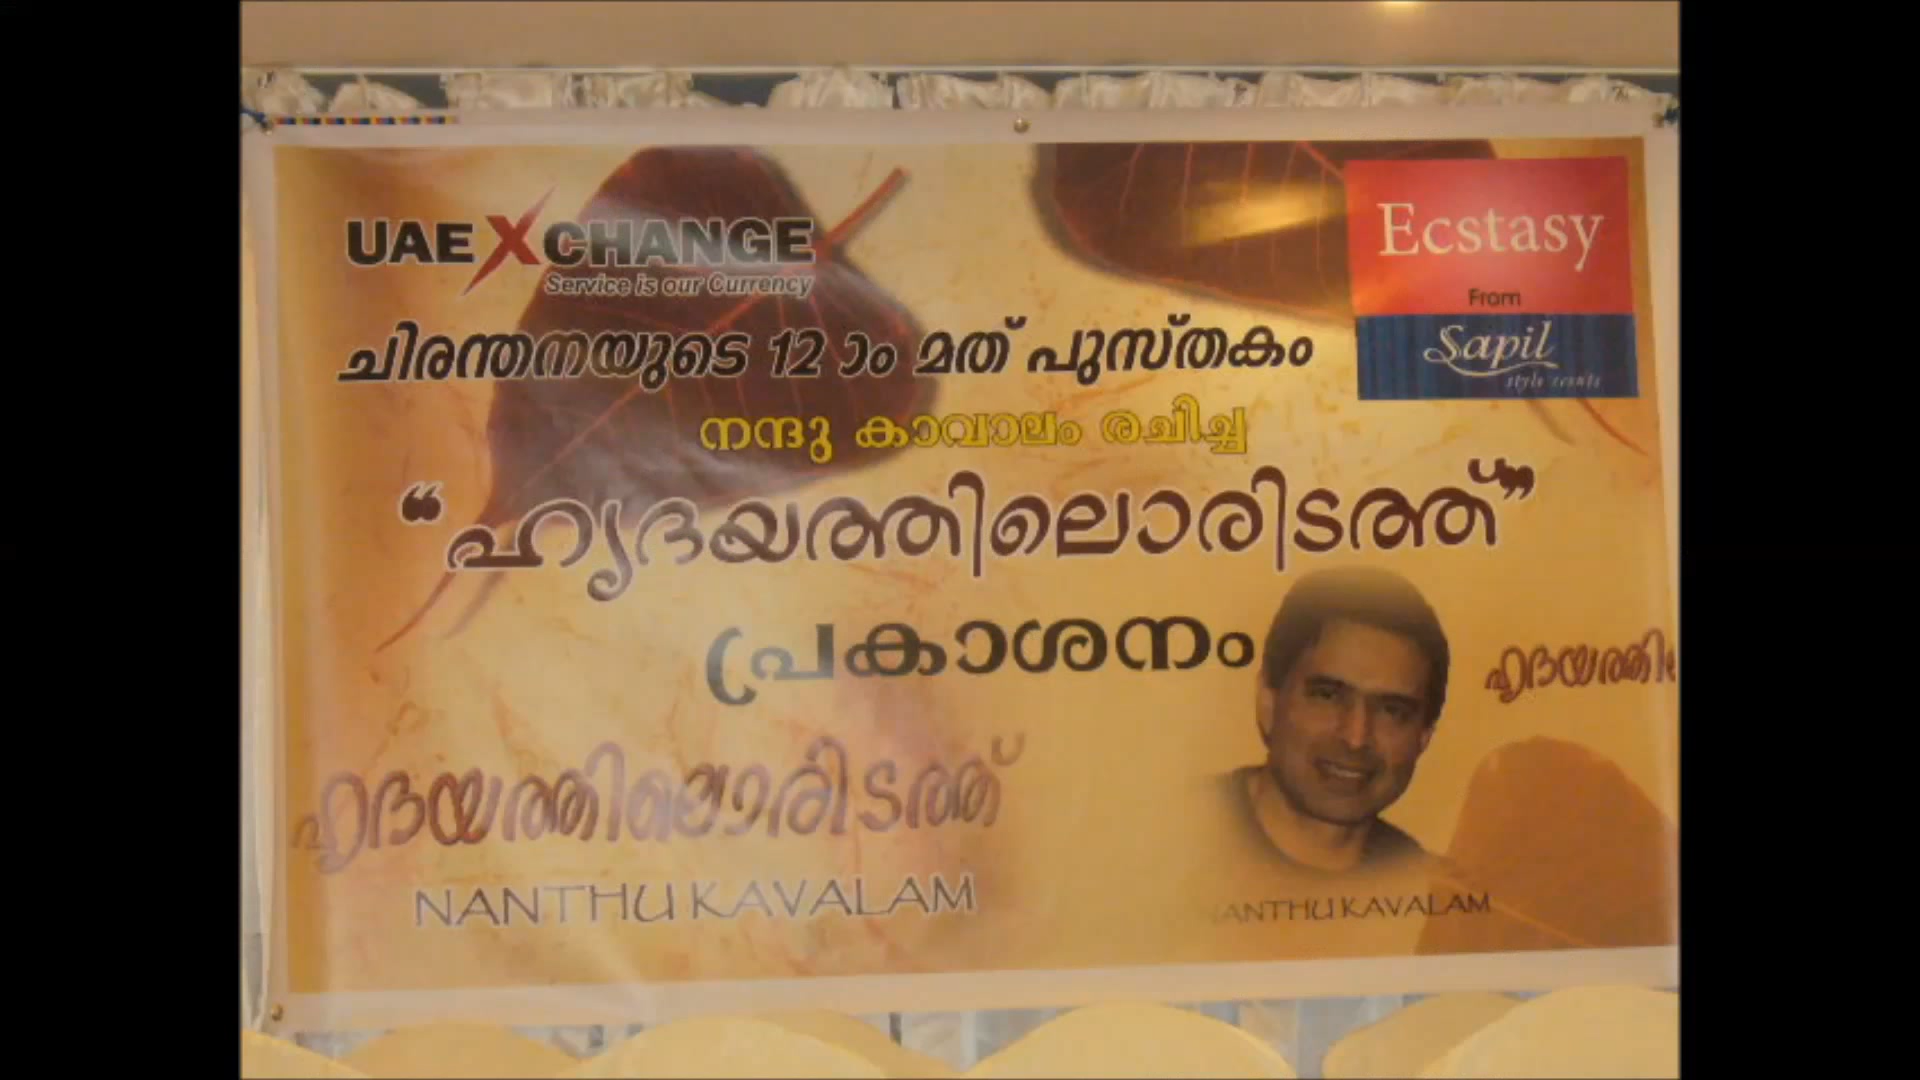 UAE XCHANGE
Service is our Currency
Ecstasy
From
Sapil
ചിരന്തനയുടെ 12 ാം മത് പുസ്തകം
നന്ദു കാവാലം രചിച്ച
“ഹൃദയത്തിലൊരിടത്ത്”
പ്രകാശനം
ഹൃദയത്തി
ഹൃദയത്തിലൊരിടത്ത്
NANTHU KAVALAM
NANTHU KAVALAM